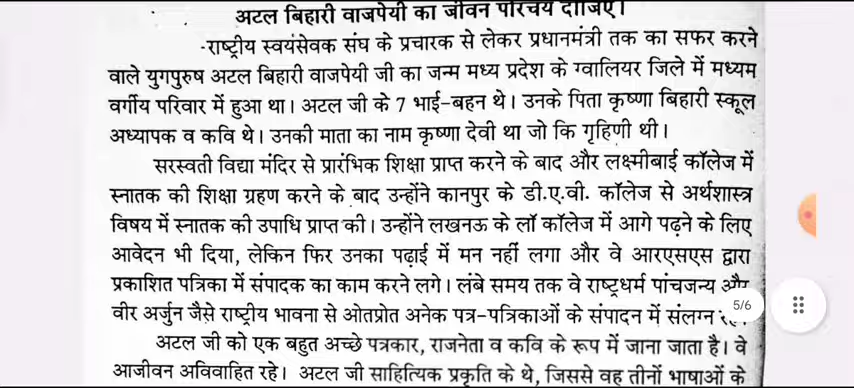 अटल बिहारी वाजपेयी का जीवन परिचय दीजिए।
-राष्ट्रीय स्वयंसेवक संघ के प्रचारक से लेकर प्रधानमंत्री तक का सफर करने
वाले युगपुरुष अटल बिहारी वाजपेयी जी का जन्म मध्य प्रदेश के ग्वालियर जिले में मध्यम
वर्गीय परिवार में हुआ था। अटल जी के 7 भाई-बहन थे। उनके पिता कृष्णा बिहारी स्कूल
अध्यापक व कवि थे। उनकी माता का नाम कृष्णा देवी था जो कि गृहिणी थी।
सरस्वती विद्या मंदिर से प्रारंभिक शिक्षा प्राप्त करने के बाद और लक्ष्मीबाई कॉलेज में
स्नातक की शिक्षा ग्रहण करने के बाद उन्होंने कानपुर के डी.ए.वी. कॉलेज से अर्थशास्त्र
विषय में स्नातक की उपाधि प्राप्त की। उन्होंने लखनऊ के लॉ कॉलेज में आगे पढ़ने के लिए
आवेदन भी दिया, लेकिन फिर उनका पढ़ाई में मन नहीं लगा और वे आरएसएस द्वारा
प्रकाशित पत्रिका में संपादक का काम करने लगे। लंबे समय तक वे राष्ट्रधर्म पांचजन्य और
वीर अर्जुन जैसे राष्ट्रीय भावना से ओतप्रोत अनेक पत्र-पत्रिकाओं के संपादन में संलग्न रहे।
5/6
अटल जी को एक बहुत अच्छे पत्रकार, राजनेता व कवि के रूप में जाना जाता है। वे
आजीवन अविवाहित रहे। अटल जी साहित्यिक प्रकृति के थे, जिससे वह तीनों भाषाओं के